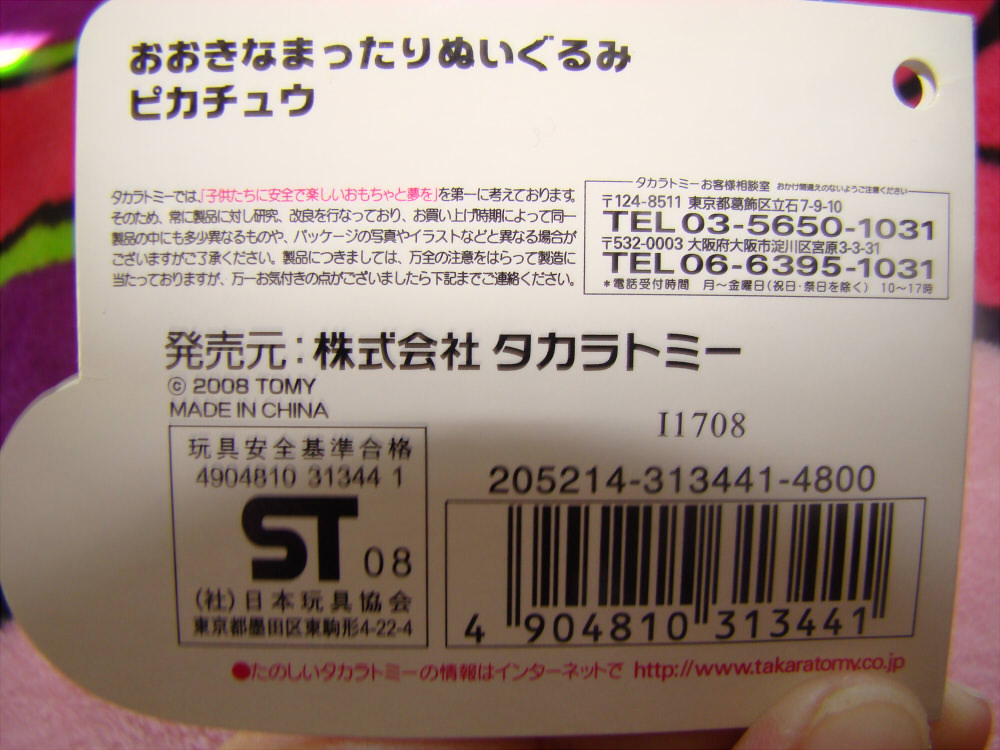 おおきなまったりぬいぐるみ
ピカチュウ
タカラトミーでは、「子供たちに安全で楽しいおもちゃと夢を」を第一に考えております。
そのため、常に製品に対し研究、改良を行なっており、お買い上げ時期によって同一
製品の中にも多少異なるものや、パッケージの写真やイラストなどと異なる場合が
ございますがご了承ください。製品につきましては、万全の注意をはらって製造に
当たっておりますが、万一お気付きの点がございましたら下記までご連絡ください。
タカラトミーお客様相談室 おかけ間違えのないようご注意ください
〒124-8511 東京都葛飾区立石7-9-10
TEL 03-5650-1031
〒532-0003 大阪府大阪市淀川区宮原3-3-31
TEL 06-6395-1031
*電話受付時間 月〜金曜日(祝日・祭日を除く) 10〜17時
発売元:株式会社 タカラトミー
© 2008 TOMY
MADE IN CHINA
I1708
玩具安全基準合格
4904810 31344 1
ST 08
(社)日本玩具協会
東京都墨田区東駒形4-22-4
205214-313441-4800
4 904810 313441
●たのしいタカラトミーの情報はインターネットで http://www.takaratomy.co.jp